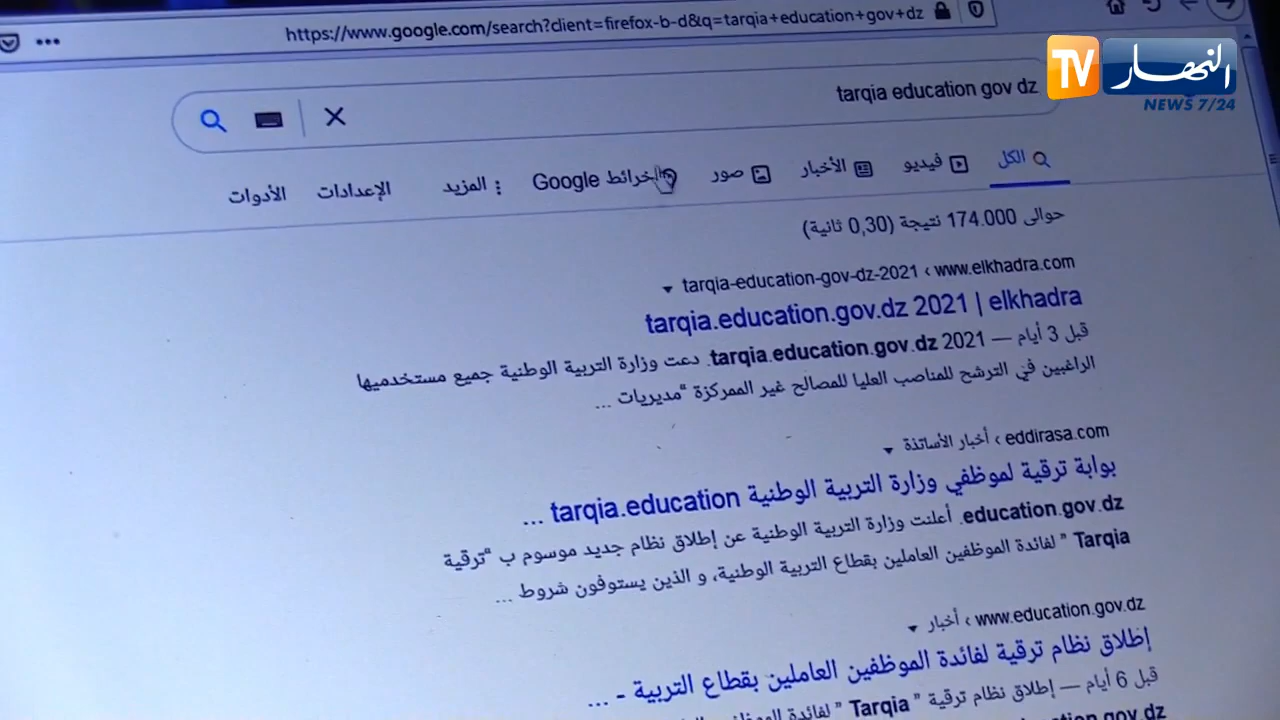 https://www.google.com/search?client=firefox-b-d&q=tarqia+education+gov+dz
النهار TV
NEWS 7/24
tarqia education gov dz
الكل
فيديو
الأخبار
صور
خرائط Google
المزيد
الإعدادات
الأدوات
حوالى 174.000 نتيجة (0,30 ثانية)
www.elkhadra.com › tarqia-education-gov-dz-2021
tarqia.education.gov.dz 2021 | elkhadra
قبل 3 أيام — tarqia.education.gov.dz 2021. دعت وزارة التربية الوطنية جميع مستخدميها
الراغبين في الترشح للمناصب العليا للمصالح غير الممركزة “مديريات ...
eddirasa.com › أخبار الأساتذة
بوابة ترقية لموظفي وزارة التربية الوطنية tarqia.education ...
education.gov.dz. أعلنت وزارة التربية الوطنية عن إطلاق نظام جديد موسوم ب “ترقية
Tarqia ” لفائدة الموظفين العاملين بقطاع التربية الوطنية، و الذين يستوفون شروط ...
www.education.gov.dz › أخبار
إطلاق نظام ترقية لفائدة الموظفين العاملين بقطاع التربية - ...
قبل 6 أيام — إطلاق نظام ترقية “ Tarqia ” لفائدة الموظفين